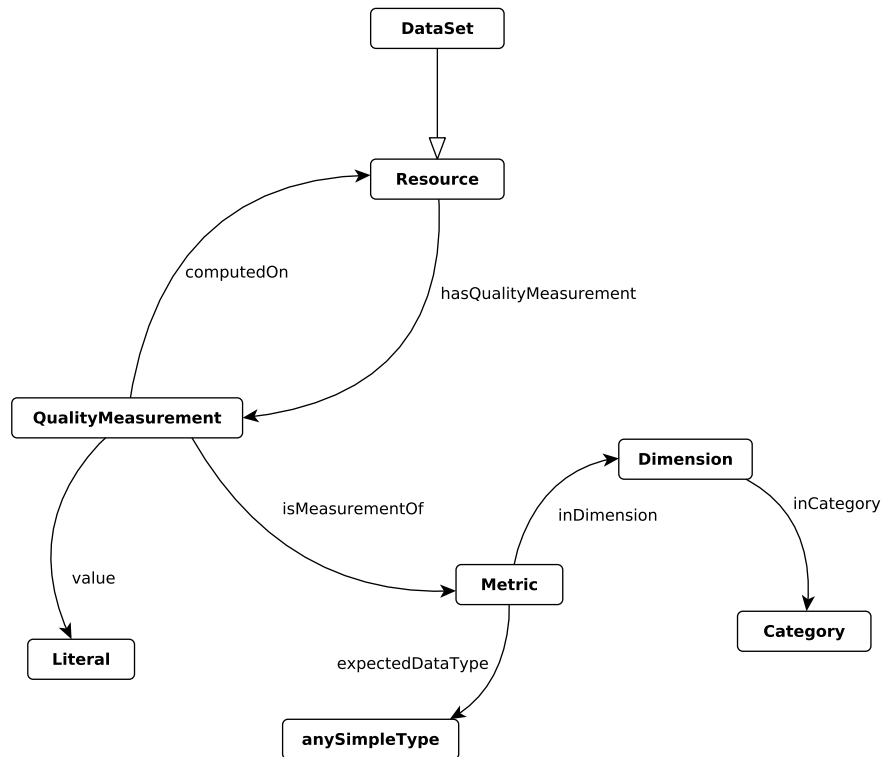 DataSet
Resource
computedOn
hasQualityMeasurement
QualityMeasurement
Dimension
inCategory
isMeasurementOf
inDimension
value
Metric
Category
Literal
expectedDataType
anySimpleType